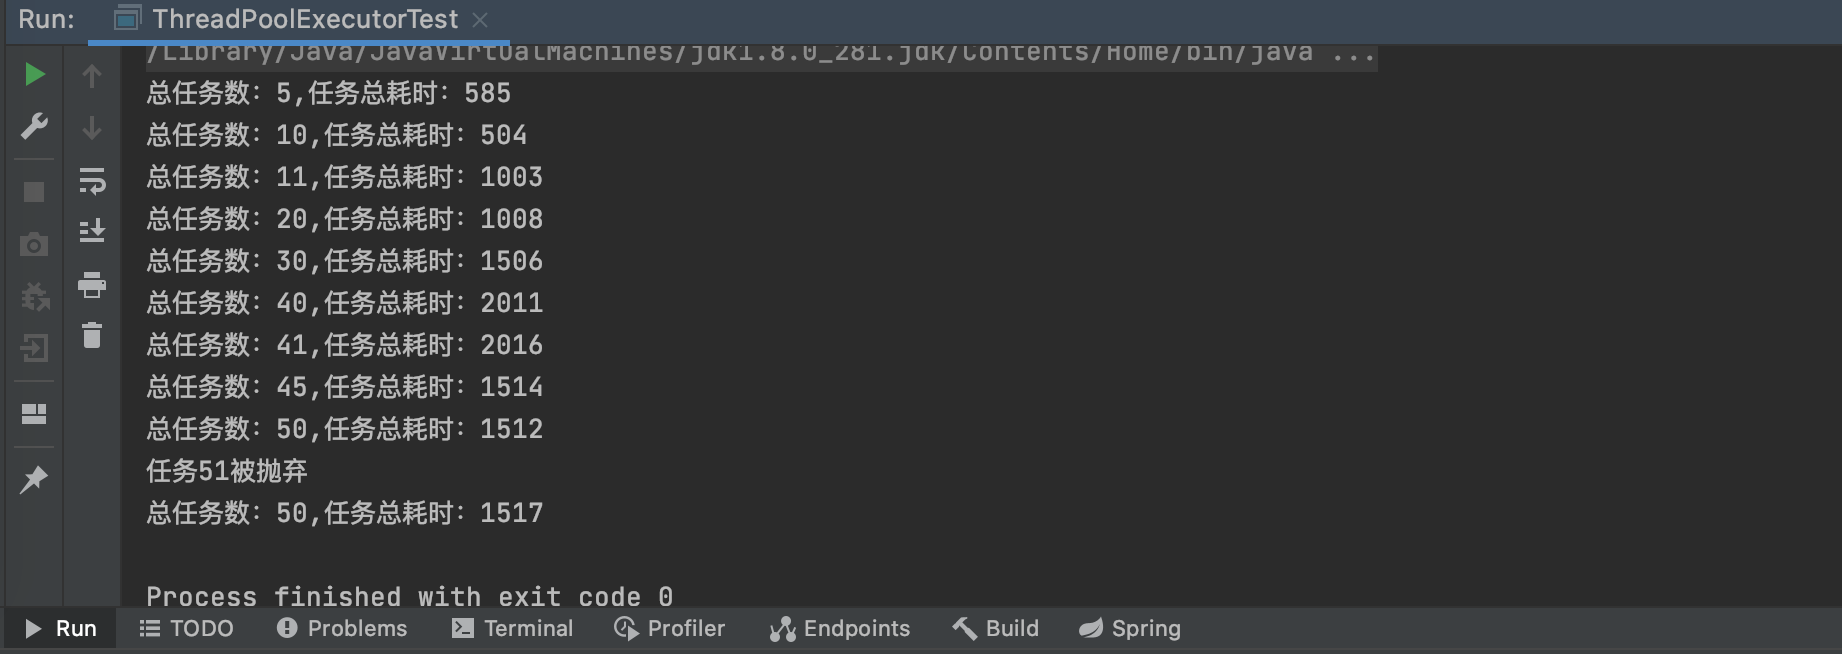 Run: ThreadPoolExecutorTest
/Library/Java/JavaVirtualMachines/jdk1.8.0_281.jdk/Contents/Home/bin/java ...
总任务数：5,任务总耗时：585
总任务数：10,任务总耗时：504
总任务数：11,任务总耗时：1003
总任务数：20,任务总耗时：1008
总任务数：30,任务总耗时：1506
总任务数：40,任务总耗时：2011
总任务数：41,任务总耗时：2016
总任务数：45,任务总耗时：1514
总任务数：50,任务总耗时：1512
任务51被抛弃
总任务数：50,任务总耗时：1517
Process finished with exit code 0
Run TODO Problems Terminal Profiler Endpoints Build Spring